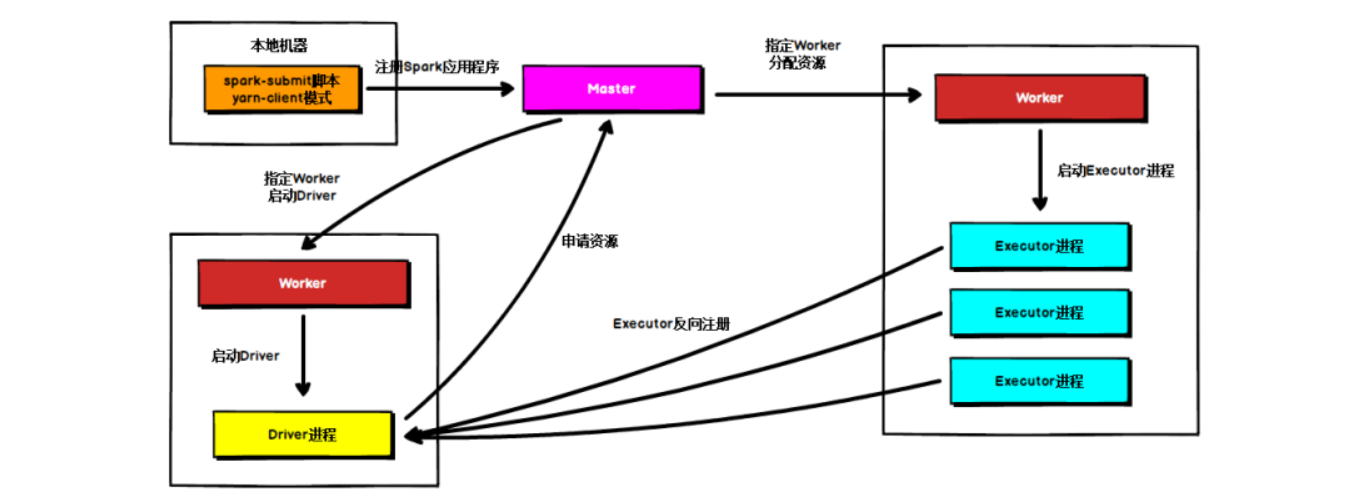 本地机器
spark-submit脚本
yarn-client模式
注册Spark应用程序
Master
指定Worker
分配资源
Worker
启动Executor进程
Executor进程
Executor进程
Executor进程
指定Worker
启动Driver
申请资源
Executor反向注册
Worker
启动Driver
Driver进程